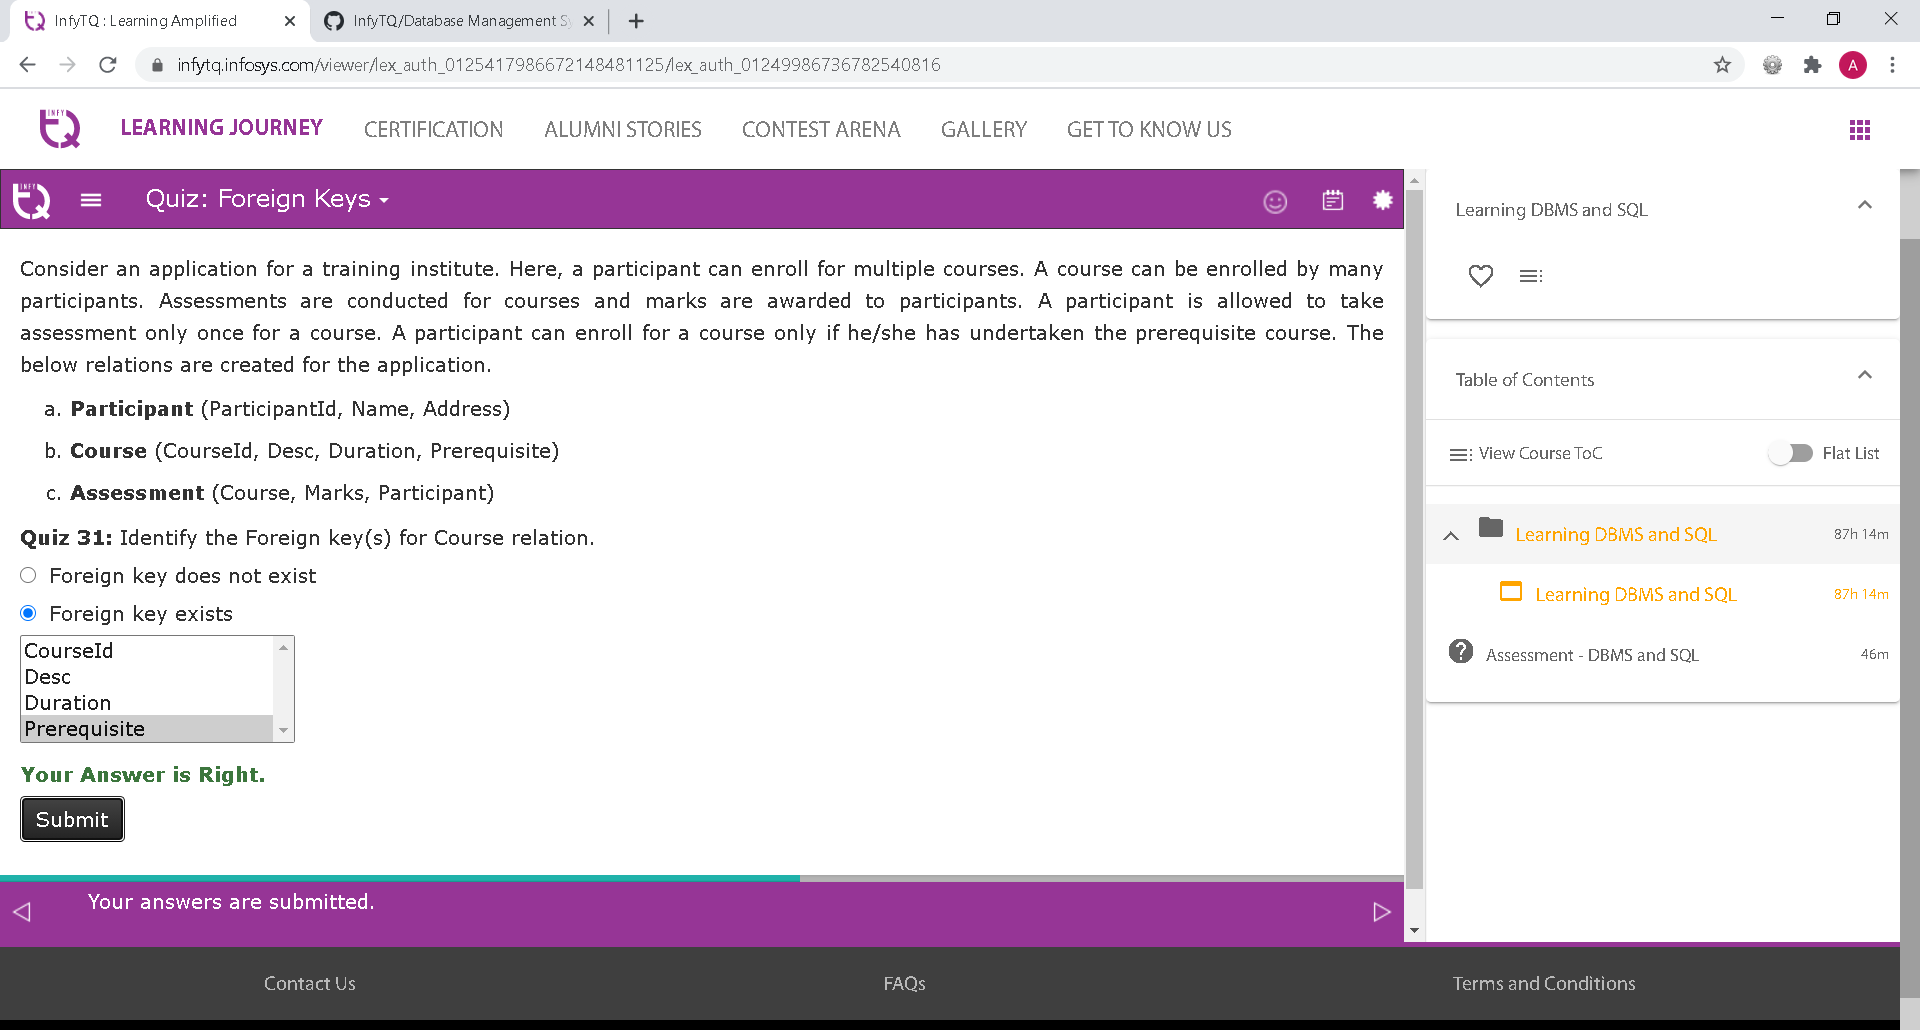 InfyTQ : Learning Amplified
InfyTQ/Database Management Sy
infytq.infosys.com/viewer/lex_auth_0125417986672148481125/lex_auth_01249986736782540816
A
INFY
TQ
LEARNING JOURNEY
CERTIFICATION
ALUMNI STORIES
CONTEST ARENA
GALLERY
GET TO KNOW US
INFY
TQ
Quiz: Foreign Keys
Consider an application for a training institute. Here, a participant can enroll for multiple courses. A course can be enrolled by many
participants. Assessments are conducted for courses and marks are awarded to participants. A participant is allowed to take
assessment only once for a course. A participant can enroll for a course only if he/she has undertaken the prerequisite course. The
below relations are created for the application.
a. Participant (ParticipantId, Name, Address)
b. Course (CourseId, Desc, Duration, Prerequisite)
c. Assessment (Course, Marks, Participant)
Quiz 31: Identify the Foreign key(s) for Course relation.
Foreign key does not exist
Foreign key exists
CourseId
Desc
Duration
Prerequisite
Your Answer is Right.
Submit
Your answers are submitted.
Learning DBMS and SQL
Table of Contents
View Course ToC
Flat List
Learning DBMS and SQL
87h 14m
Learning DBMS and SQL
87h 14m
Assessment - DBMS and SQL
46m
Contact Us
FAQs
Terms and Conditions